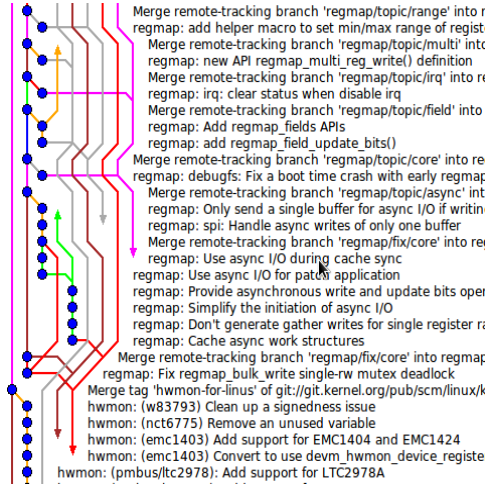 Merge remote-tracking branch 'regmap/topic/range' into
regmap: add helper macro to set min/max range of
Merge remote-tracking branch 'regmap/topic/multi' into
regmap: new API regmap_multi_reg_write() definition
Merge remote-tracking branch 'regmap/topic/irq' into
regmap: irq: clear status when disable irq
Merge remote-tracking branch 'regmap/topic/field' into
regmap: Add regmap_fields APIs
regmap: add regmap_field_update_bits()
Merge remote-tracking branch 'regmap/topic/core' into
regmap: debugfs: Fix a boot time crash with early regmap
Merge remote-tracking branch 'regmap/topic/async'
regmap: Only send a single buffer for async I/O if
regmap: spi: Handle async writes of only one buffer
Merge remote-tracking branch 'regmap/fix/core' into
regmap: Use async I/O during cache sync
regmap: Use async I/O for patch application
regmap: Provide asynchronous write and update bits
regmap: Simplify the initiation of async I/O
regmap: Don't generate gather writes for single register
regmap: Cache async work structures
Merge remote-tracking branch 'regmap/fix/core' into regmap
regmap: Fix regmap_bulk_write single-rw mutex deadlock
Merge tag 'hwmon-for-linus' of git://git.kernel.org/pub/scm/linux/k
hwmon: (w83793) Clean up a signedness issue
hwmon: (nct6775) Remove an unused variable
hwmon: (emc1403) Add support for EMC1404 and EMC1424
hwmon: (emc1403) Convert to use devm_hwmon_device_registe
hwmon: (pmbus/ltc2978): Add support for LTC2978A